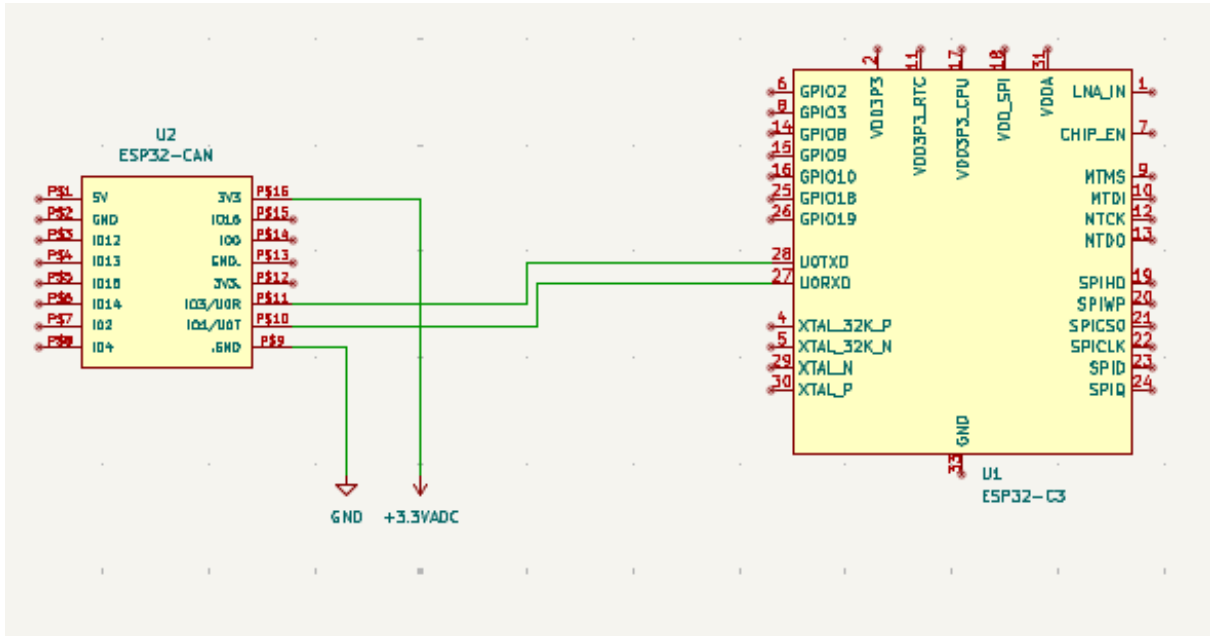 U2
ESP32-CAN
P$1 5V 3V3 P$16
P$2 GND IO16 P$15
P$3 IO12 IO0 P$14
P$4 IO13 GND. P$13
P$5 IO15 3V3. P$12
P$6 IO14 IO3/U0R P$11
P$7 IO2 IO1/U0T P$10
P$8 IO4 .GND P$9
GND +3.3VADC
2 11 17 18 31
VDD3P3 VDD3P3_RTC VDD3P3_CPU VDD_SPI VDDA
6 GPIO2 LNA_IN 1
8 GPIO3
14 GPIO8 CHIP_EN 7
15 GPIO9
16 GPIO10 MTMS 9
25 GPIO18 MTDI 10
26 GPIO19 MTCK 12
MTDO 13
28 U0TXD
27 U0RXD SPIHD 19
SPIWP 20
4 XTAL_32K_P SPICS0 21
5 XTAL_32K_N SPICLK 22
29 XTAL_N SPID 23
30 XTAL_P SPIQ 24
GND
33
U1
ESP32-C3